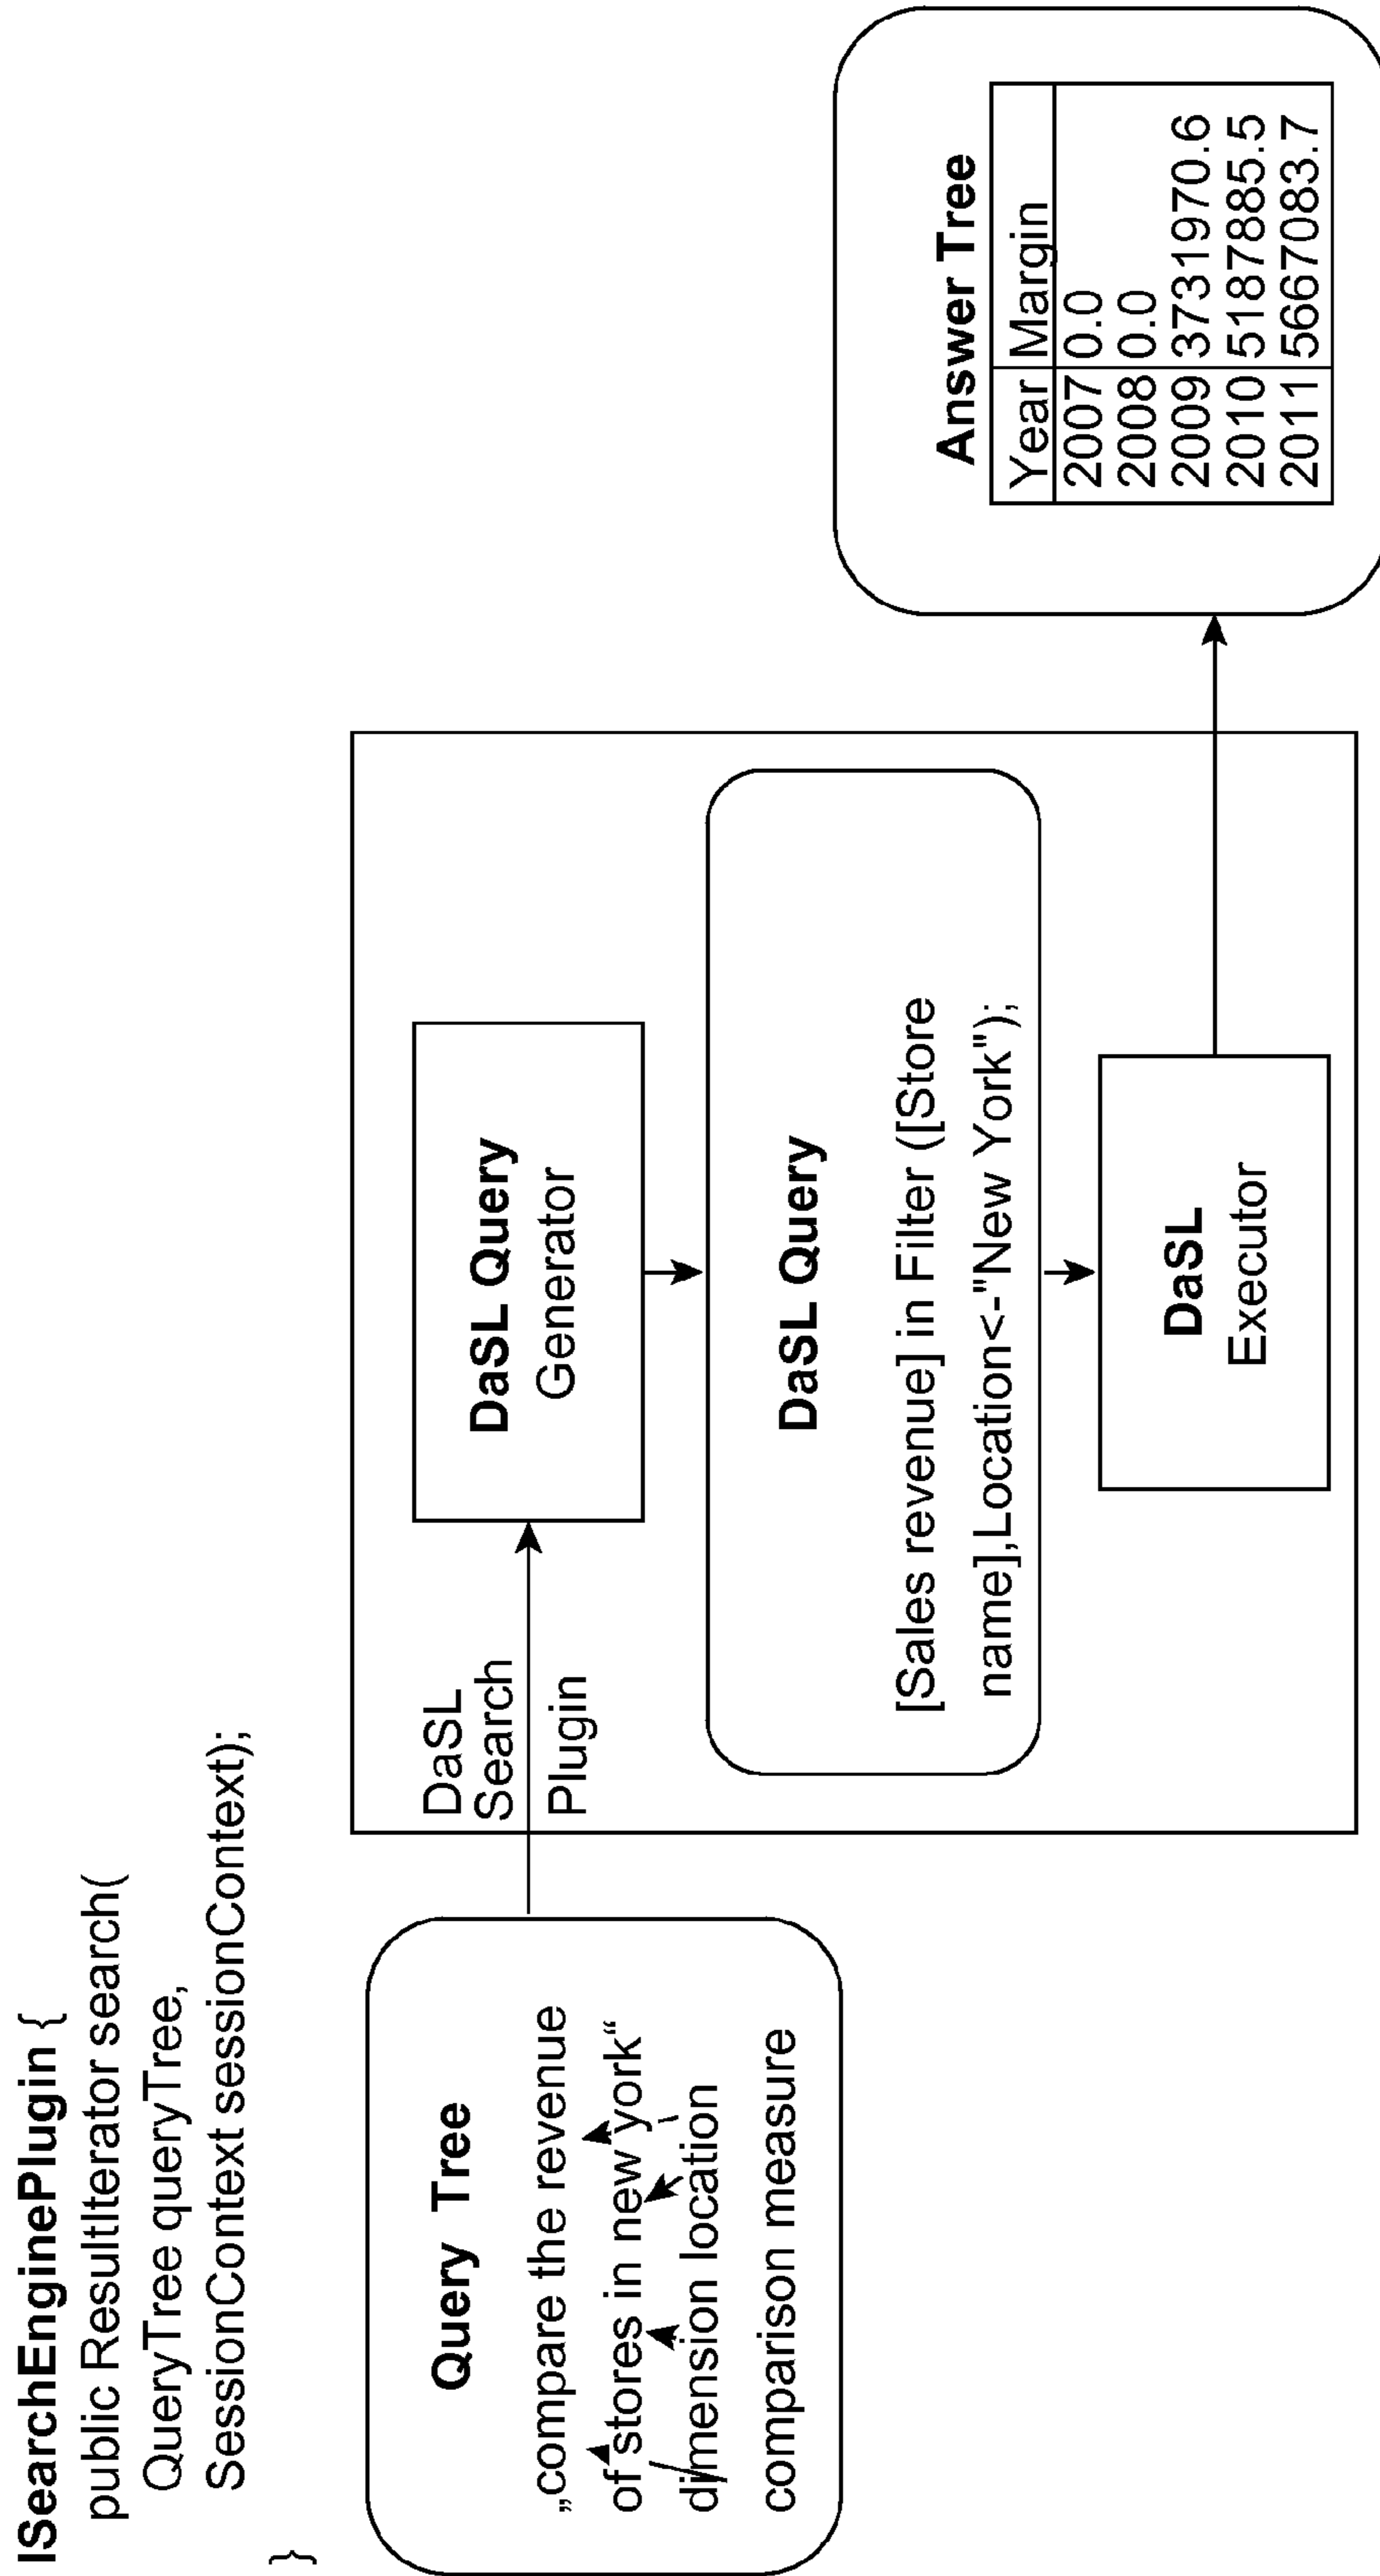 ISearchEnginePlugin {
public ResultIterator search(
QueryTree queryTree,
SessionContext sessionContext);
}
Query Tree
„compare the revenue
of stores in new york“
dimension location
comparison measure
DaSL
Search
Plugin
DaSL Query
Generator
DaSL Query
[Sales revenue] in Filter ([Store
name],Location<-"New York");
DaSL
Executor
Answer Tree
Year Margin
2007 0.0
2008 0.0
2009 3731970.6
2010 5187885.5
2011 5667083.7